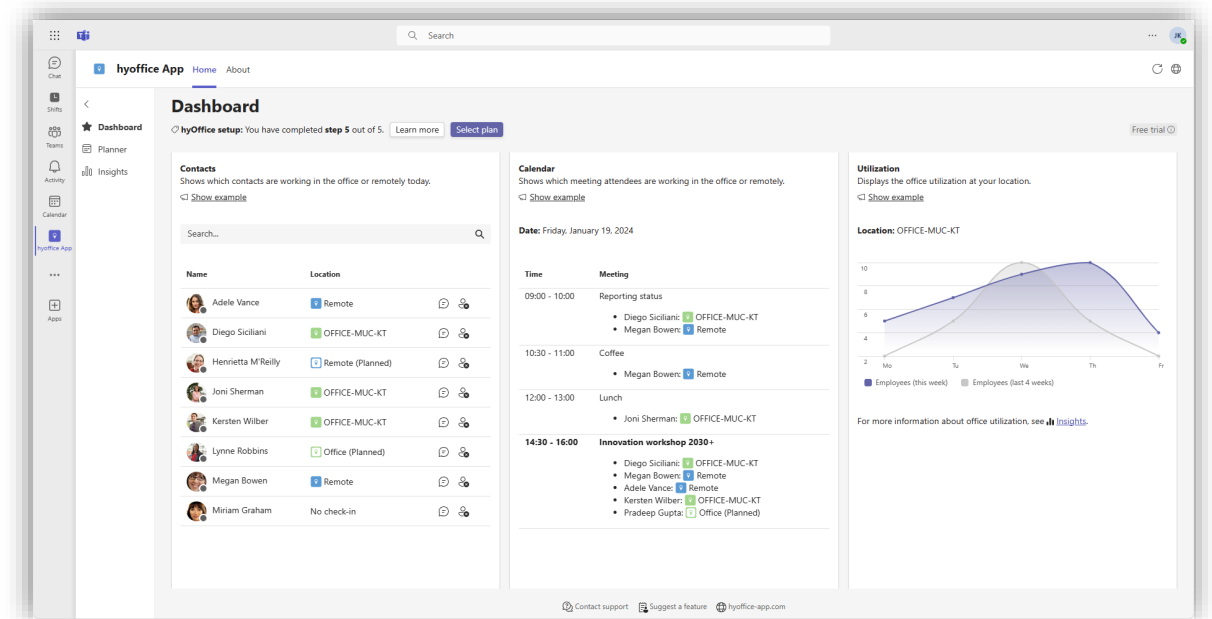 Search
JK
Chat
Shifts
Teams
Activity
Calendar
hyoffice App
Apps
hyoffice App Home About
Dashboard
Planner
Insights
Dashboard
hyOffice setup: You have completed step 5 out of 5. Learn more Select plan
Free trial
Contacts
Shows which contacts are working in the office or remotely today.
Show example
Search...
Name Location
Adele Vance Remote
Diego Siciliani OFFICE-MUC-KT
Henrietta M'Reilly Remote (Planned)
Joni Sherman OFFICE-MUC-KT
Kersten Wilber OFFICE-MUC-KT
Lynne Robbins Office (Planned)
Megan Bowen Remote
Miriam Graham No check-in
Calendar
Shows which meeting attendees are working in the office or remotely.
Show example
Date: Friday, January 19, 2024
Time Meeting
09:00 - 10:00 Reporting status
• Diego Siciliani: OFFICE-MUC-KT
• Megan Bowen: Remote
10:30 - 11:00 Coffee
• Megan Bowen: Remote
12:00 - 13:00 Lunch
• Joni Sherman: OFFICE-MUC-KT
14:30 - 16:00 Innovation workshop 2030+
• Diego Siciliani: OFFICE-MUC-KT
• Megan Bowen: Remote
• Adele Vance: Remote
• Kersten Wilber: OFFICE-MUC-KT
• Pradeep Gupta: Office (Planned)
Utilization
Displays the office utilization at your location.
Show example
Location: OFFICE-MUC-KT
10
8
6
4
2
Mo Tu We Th Fr
Employees (this week) Employees (last 4 weeks)
For more information about office utilization, see Insights.
Contact support Suggest a feature hyoffice-app.com